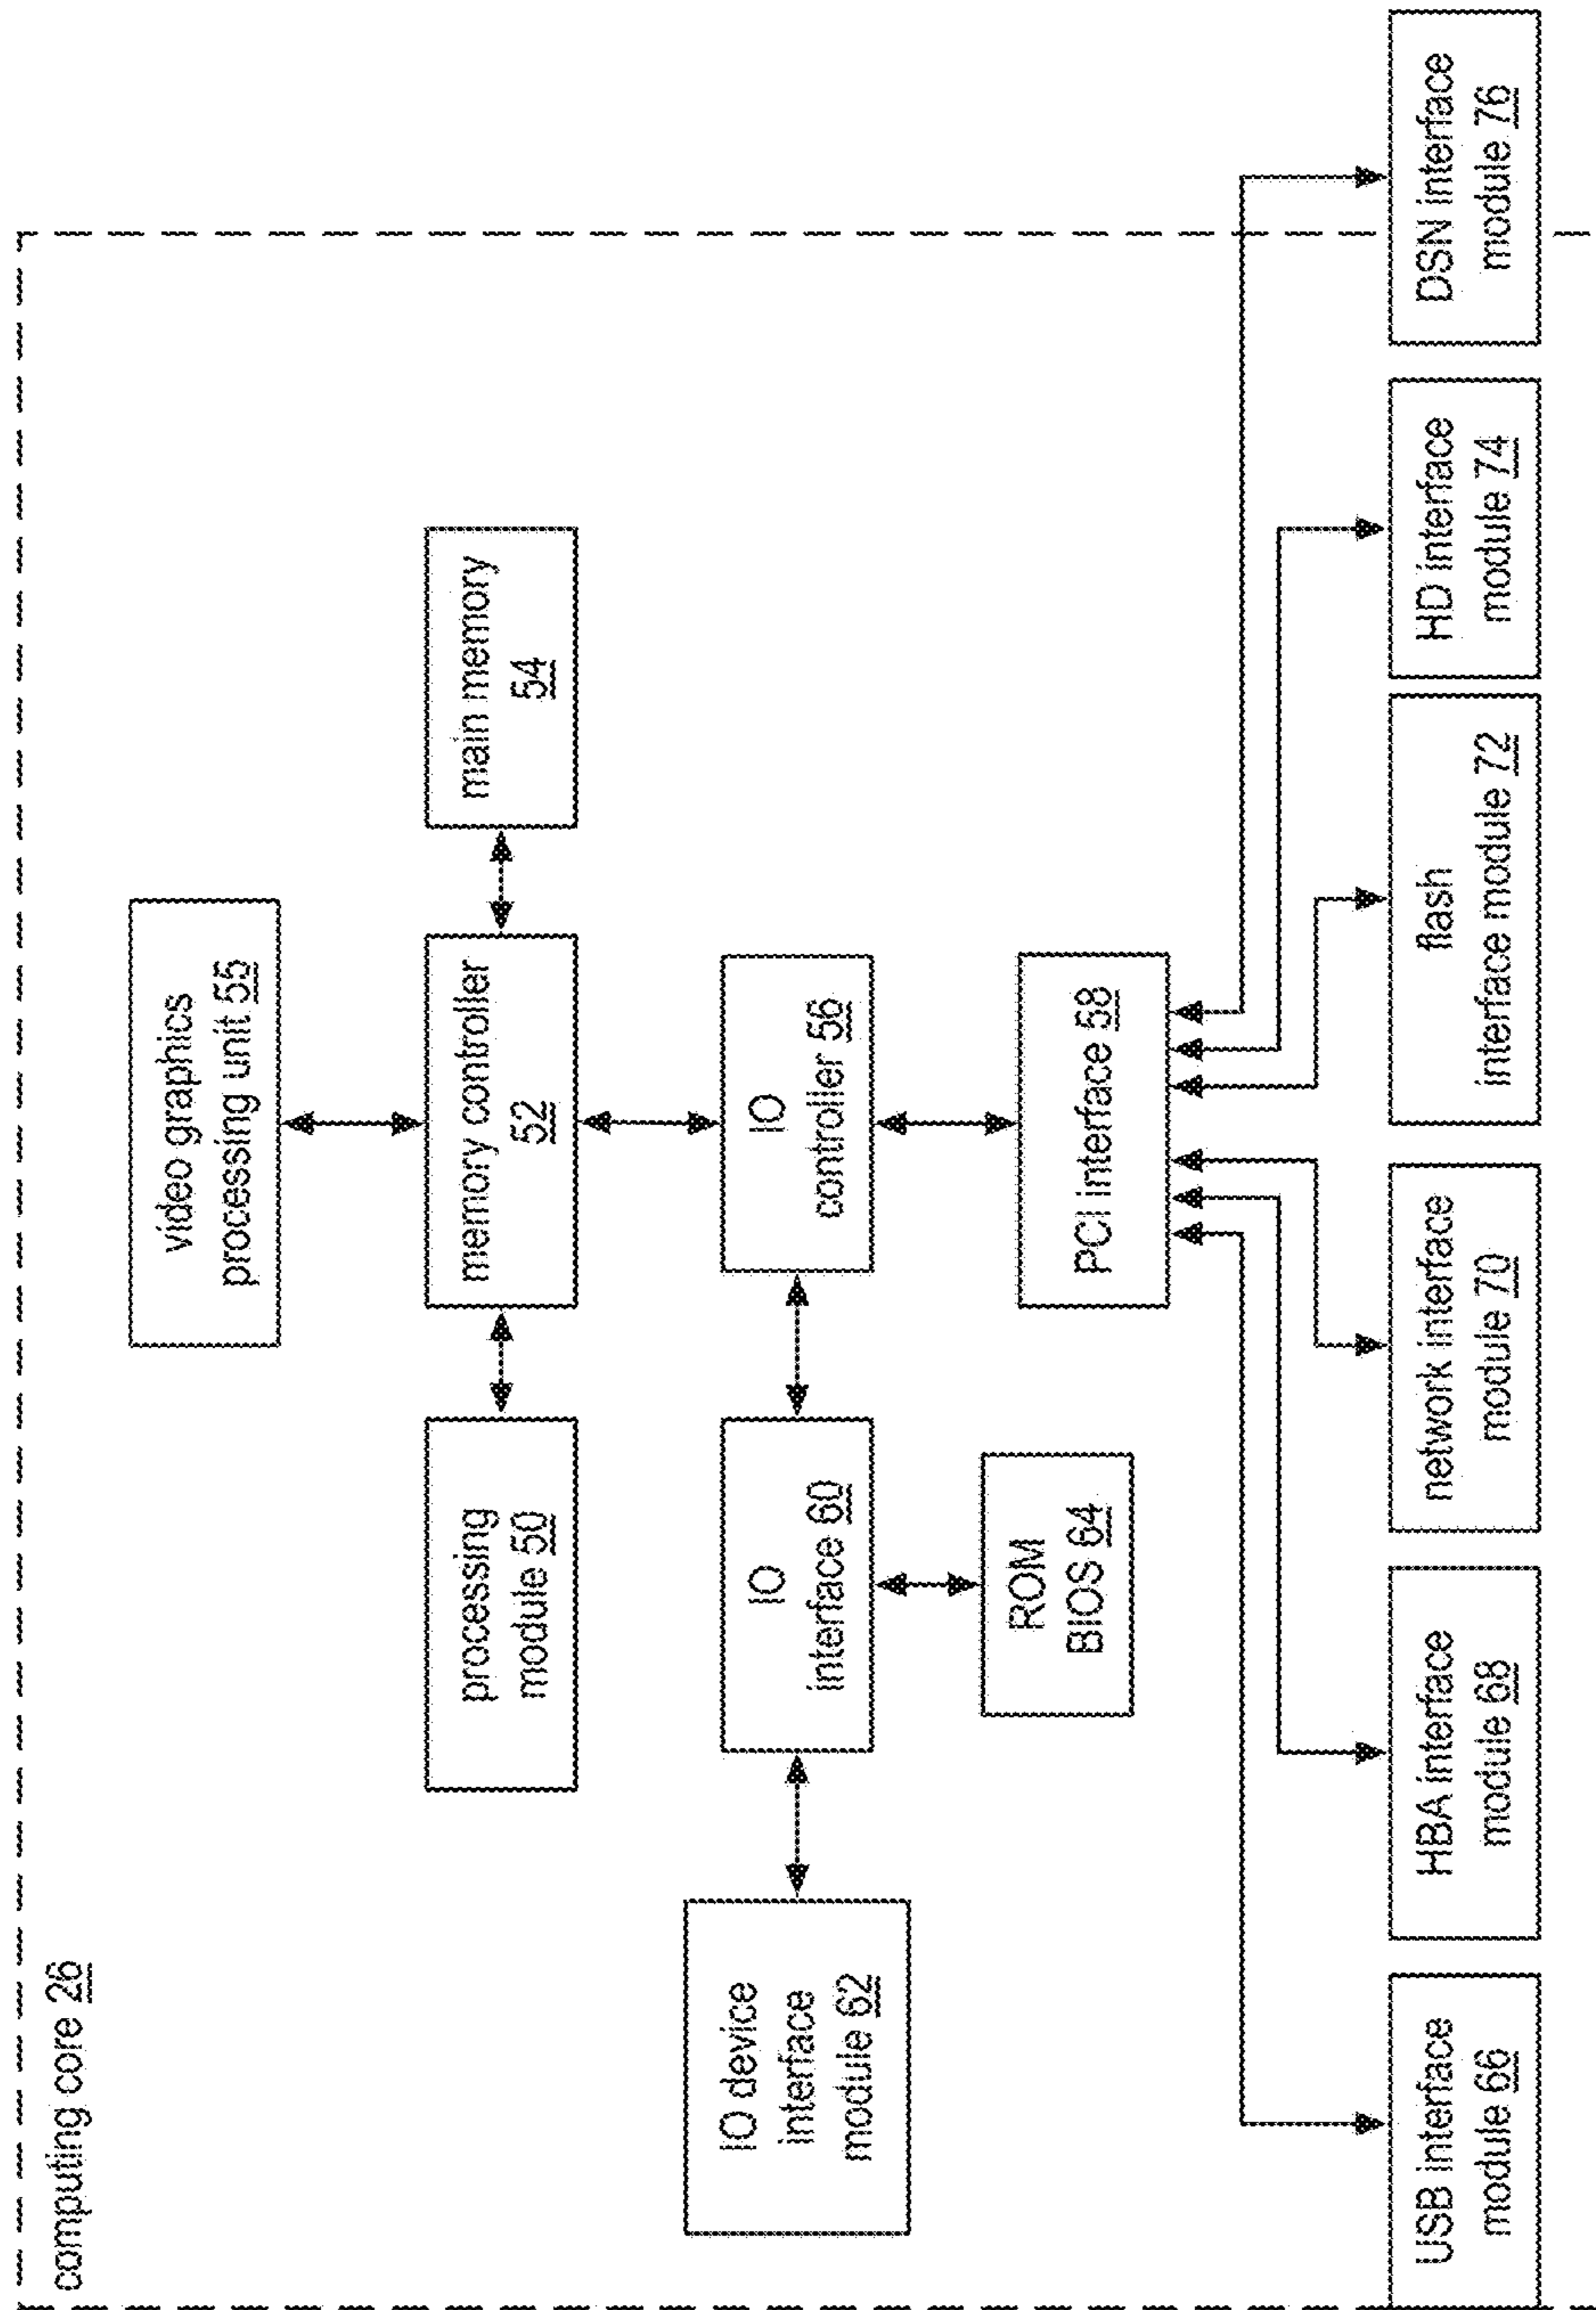 computing core 26
video graphics
processing unit 55
processing
module 50
memory controller
52
main memory
54
IO device
interface
module 62
IO
interface 60
IO
controller 56
ROM
BIOS 64
PCI interface 58
USB interface
module 66
HBA interface
module 68
network interface
module 70
flash
interface module 72
HD interface
module 74
DSN interface
module 76